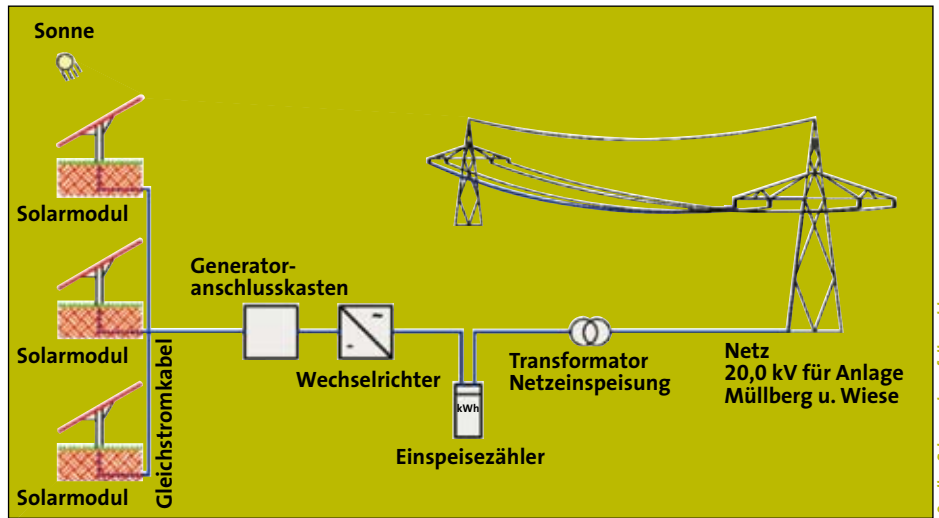 Sonne
Solarmodul
Generator-
anschlusskasten
Solarmodul
Wechselrichter
Transformator
Netzeinspeisung
Netz
20,0 kV für Anlage
Müllberg u. Wiese
kWh
Einspeisezähler
Gleichstromkabel
Solarmodul